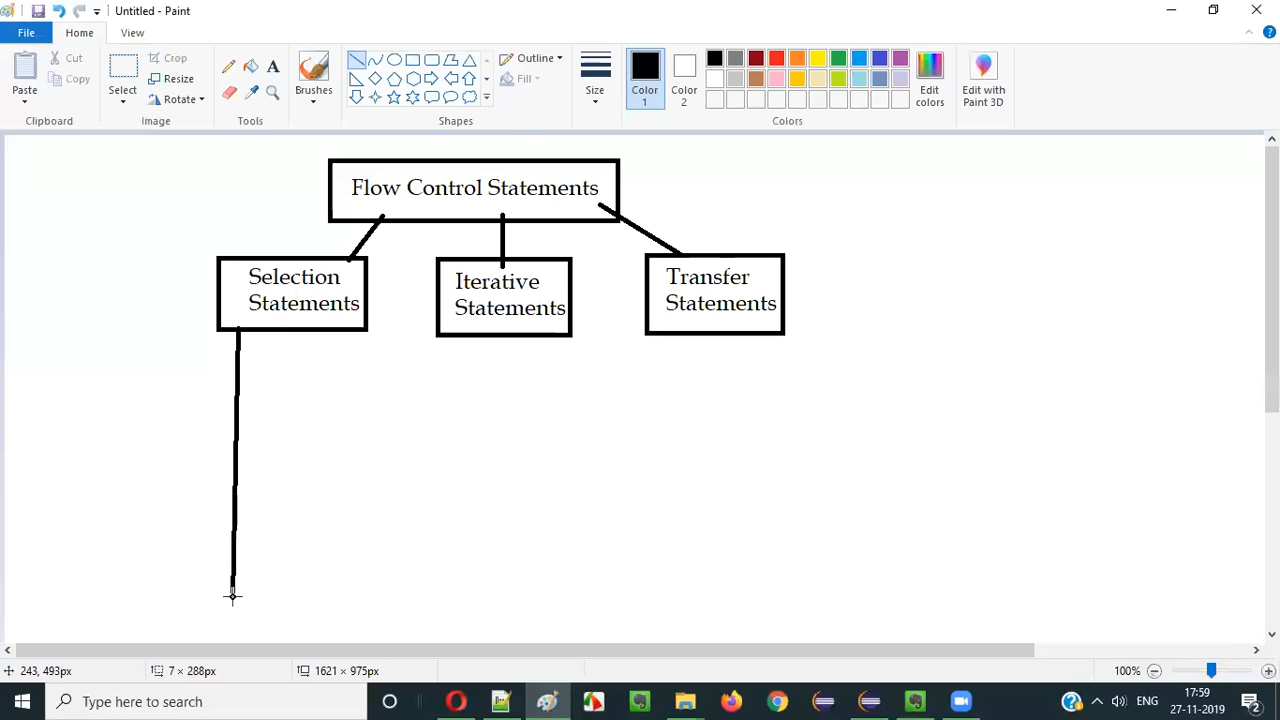 Untitled - Paint
File Home View
Paste
Cut
Copy
Clipboard
Select
Crop
Resize
Rotate
Image
A
Tools
Brushes
Outline
Fill
Shapes
Size
Color 1
Color 2
Edit colors
Colors
Edit with Paint 3D
Flow Control Statements
Selection
Statements
Iterative
Statements
Transfer
Statements
243, 493px
7 × 288px
1621 × 975px
100%
Type here to search
ENG
17:59
27-11-2019
2